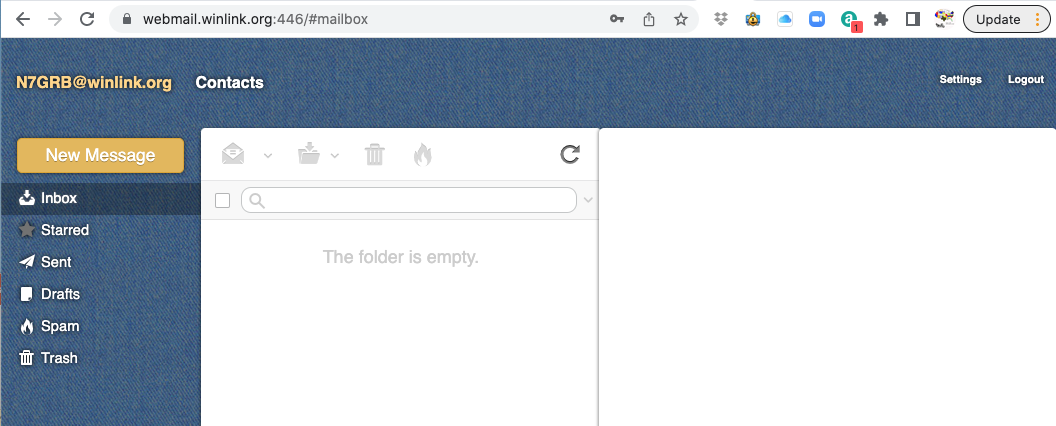 webmail.winlink.org:446/#mailbox
Update
1
N7GRB@winlink.org Contacts
Settings Logout
New Message
Inbox
Starred
Sent
Drafts
Spam
Trash
The folder is empty.